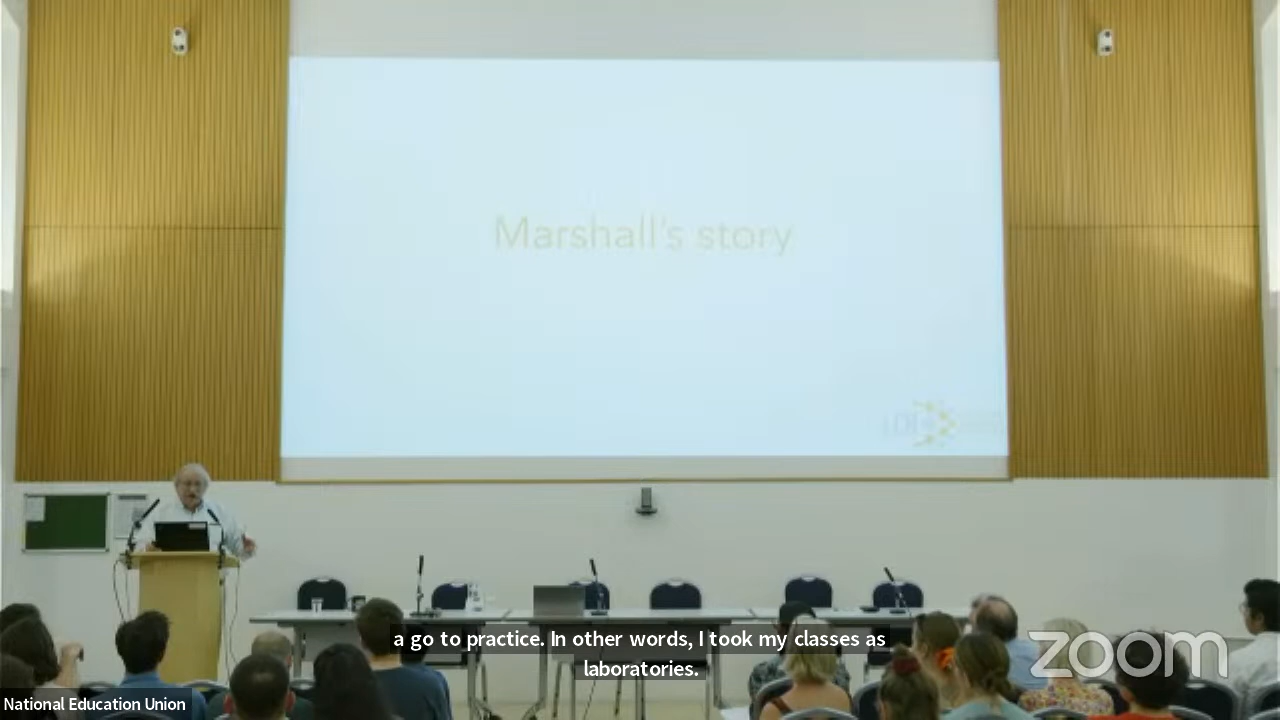 Marshall's story
a go to practice. In other words, I took my classes as
laboratories.
zoom
National Education Union